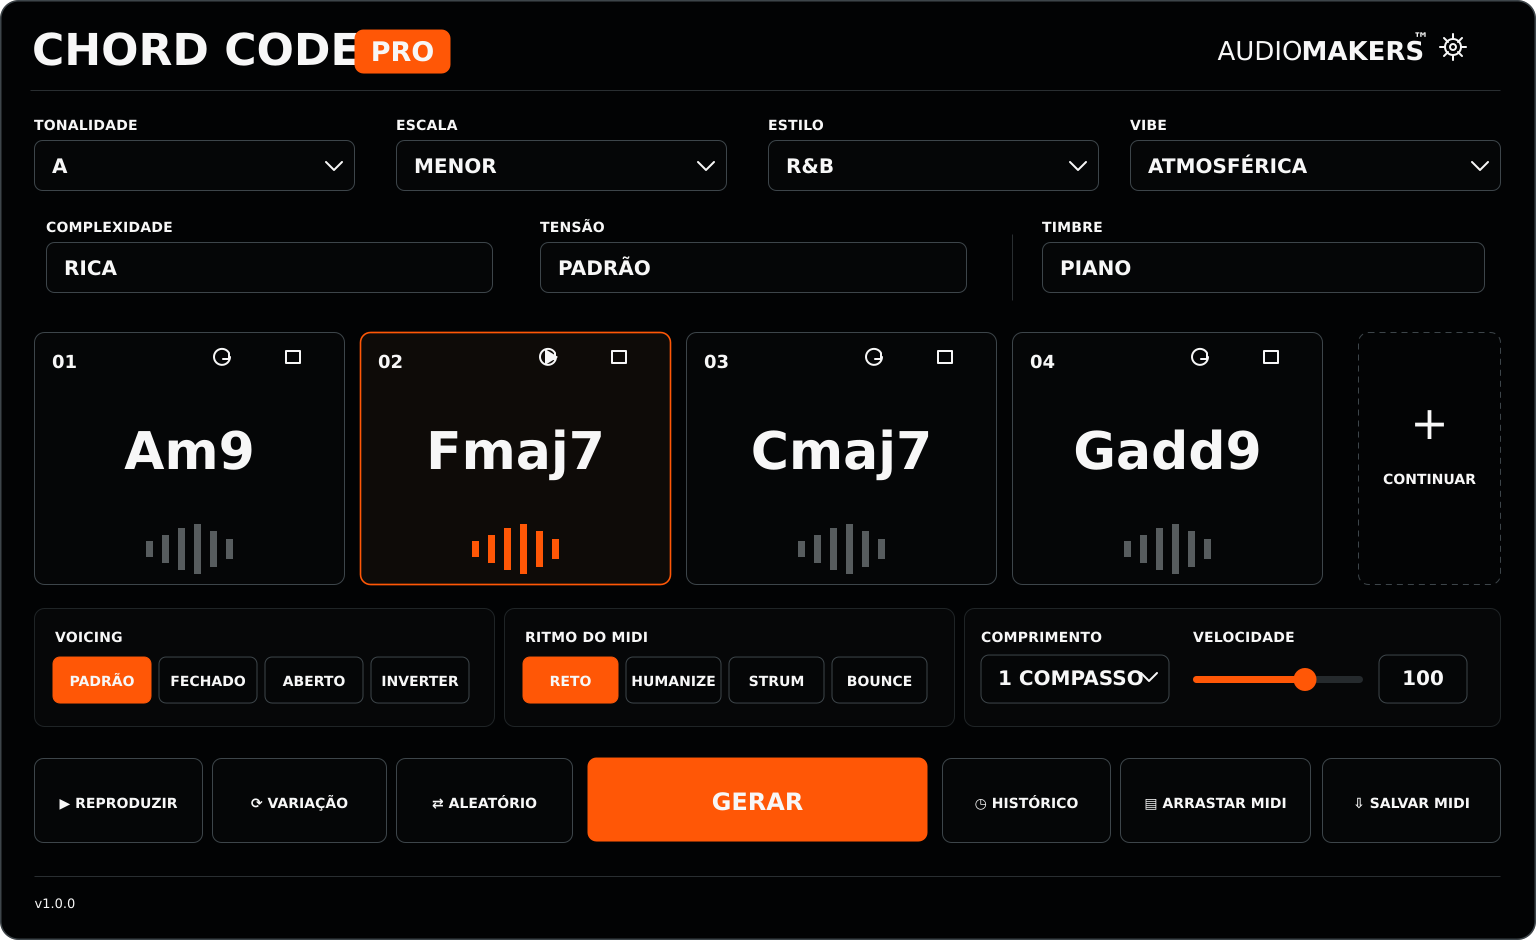 CHORD CODE PRO
AUDIOMAKERS™
TONALIDADE
A
ESCALA
MENOR
ESTILO
R&B
VIBE
ATMOSFÉRICA
COMPLEXIDADE
RICA
TENSÃO
PADRÃO
TIMBRE
PIANO
01
Am9
02
Fmaj7
03
Cmaj7
04
Gadd9
+
CONTINUAR
VOICING
PADRÃO
FECHADO
ABERTO
INVERTER
RITMO DO MIDI
RETO
HUMANIZE
STRUM
BOUNCE
COMPRIMENTO
1 COMPASSO
VELOCIDADE
100
▶ REPRODUZIR
⟳ VARIAÇÃO
⇄ ALEATÓRIO
GERAR
◷ HISTÓRICO
▤ ARRASTAR MIDI
⇩ SALVAR MIDI
v1.0.0